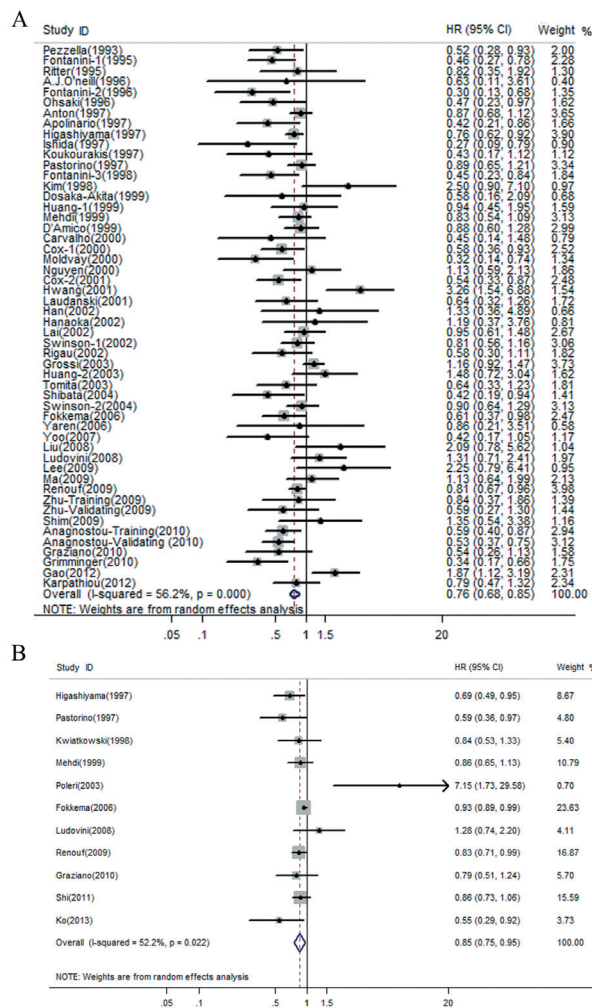 A
Study ID HR (95% CI) Weight %
Pezzella(1993) 0.52 (0.28, 0.93) 2.00
Fontanini-1(1995) 0.46 (0.27, 0.78) 2.28
Ritter(1995) 0.82 (0.35, 1.92) 1.30
A.J.O'neill(1996) 0.63 (0.11, 3.61) 0.40
Fontanini-2(1996) 0.30 (0.13, 0.68) 1.35
Ohsaki(1996) 0.47 (0.23, 0.97) 1.62
Anton(1997) 0.87 (0.68, 1.12) 3.65
Apolinario(1997) 0.42 (0.21, 0.86) 1.66
Higashiyama(1997) 0.76 (0.62, 0.92) 3.90
Ishida(1997) 0.27 (0.09, 0.79) 0.90
Koukourakis(1997) 0.43 (0.17, 1.12) 1.12
Pastorino(1997) 0.89 (0.65, 1.21) 3.34
Fontanini-3(1998) 0.45 (0.23, 0.84) 1.84
Kim(1998) 2.50 (0.90, 7.10) 0.97
Dosaka-Akita(1999) 0.58 (0.16, 2.09) 0.68
Huang-1(1999) 0.94 (0.45, 1.95) 1.59
Mehdi(1999) 0.83 (0.54, 1.09) 3.13
D'Amico(1999) 0.88 (0.60, 1.28) 2.99
Carvalho(2000) 0.45 (0.14, 1.48) 0.79
Cox-1(2000) 0.58 (0.36, 0.93) 2.52
Moldvay(2000) 0.32 (0.14, 0.74) 1.34
Nguyen(2000) 1.13 (0.59, 2.13) 1.86
Cox-2(2001) 0.54 (0.33, 0.87) 2.48
Hwang(2001) 3.26 (1.54, 6.88) 1.54
Laudanski(2001) 0.64 (0.32, 1.26) 1.72
Han(2002) 1.33 (0.36, 4.89) 0.66
Hanaoka(2002) 1.19 (0.37, 3.76) 0.81
Lai(2002) 0.95 (0.61, 1.48) 2.67
Swinson-1(2002) 0.81 (0.56, 1.16) 3.06
Rigau(2002) 0.58 (0.30, 1.11) 1.82
Grossi(2003) 1.16 (0.92, 1.47) 3.73
Huang-2(2003) 1.48 (0.72, 3.04) 1.62
Tomita(2003) 0.64 (0.33, 1.23) 1.81
Shibata(2004) 0.42 (0.19, 0.94) 1.41
Swinson-2(2004) 0.90 (0.64, 1.29) 3.13
Fokkema(2006) 0.61 (0.37, 0.98) 2.47
Yaren(2006) 0.86 (0.21, 3.51) 0.58
Yoo(2007) 0.42 (0.17, 1.05) 1.17
Liu(2008) 2.09 (0.78, 5.62) 1.04
Ludovini(2008) 1.31 (0.71, 2.41) 1.97
Lee(2009) 2.25 (0.79, 6.41) 0.95
Ma(2009) 1.13 (0.64, 1.99) 2.13
Renouf(2009) 0.81 (0.67, 0.96) 3.98
Zhu-Training(2009) 0.84 (0.37, 1.86) 1.39
Zhu-Validating(2009) 0.59 (0.27, 1.30) 1.44
Shim(2009) 1.35 (0.54, 3.38) 1.16
Anagnostou-Training(2010) 0.59 (0.40, 0.87) 2.94
Anagnostou-Validating (2010) 0.53 (0.37, 0.75) 3.12
Graziano(2010) 0.54 (0.26, 1.13) 1.58
Grimminger(2010) 0.34 (0.17, 0.66) 1.75
Gao(2012) 1.87 (1.12, 3.19) 2.31
Karpathiou(2012) 0.79 (0.47, 1.32) 2.34
Overall (I-squared = 56.2%, p = 0.000) 0.76 (0.68, 0.85) 100.00
NOTE: Weights are from random effects analysis
.05 .1 .5 1 1.5 20
B
Study ID HR (95% CI) Weight %
Higashiyama(1997) 0.69 (0.49, 0.95) 8.67
Pastorino(1997) 0.59 (0.36, 0.97) 4.80
Kwiatkowski(1998) 0.84 (0.53, 1.33) 5.40
Mehdi(1999) 0.86 (0.65, 1.13) 10.79
Poleri(2003) 7.15 (1.73, 29.58) 0.70
Fokkema(2006) 0.93 (0.89, 0.99) 23.63
Ludovini(2008) 1.28 (0.74, 2.20) 4.11
Renouf(2009) 0.83 (0.71, 0.99) 16.87
Graziano(2010) 0.79 (0.51, 1.24) 5.70
Shi(2011) 0.86 (0.73, 1.06) 15.59
Ko(2013) 0.55 (0.29, 0.92) 3.73
Overall (I-squared = 52.2%, p = 0.022) 0.85 (0.75, 0.95) 100.00
NOTE: Weights are from random effects analysis
.05 .1 .5 1 1.5 20